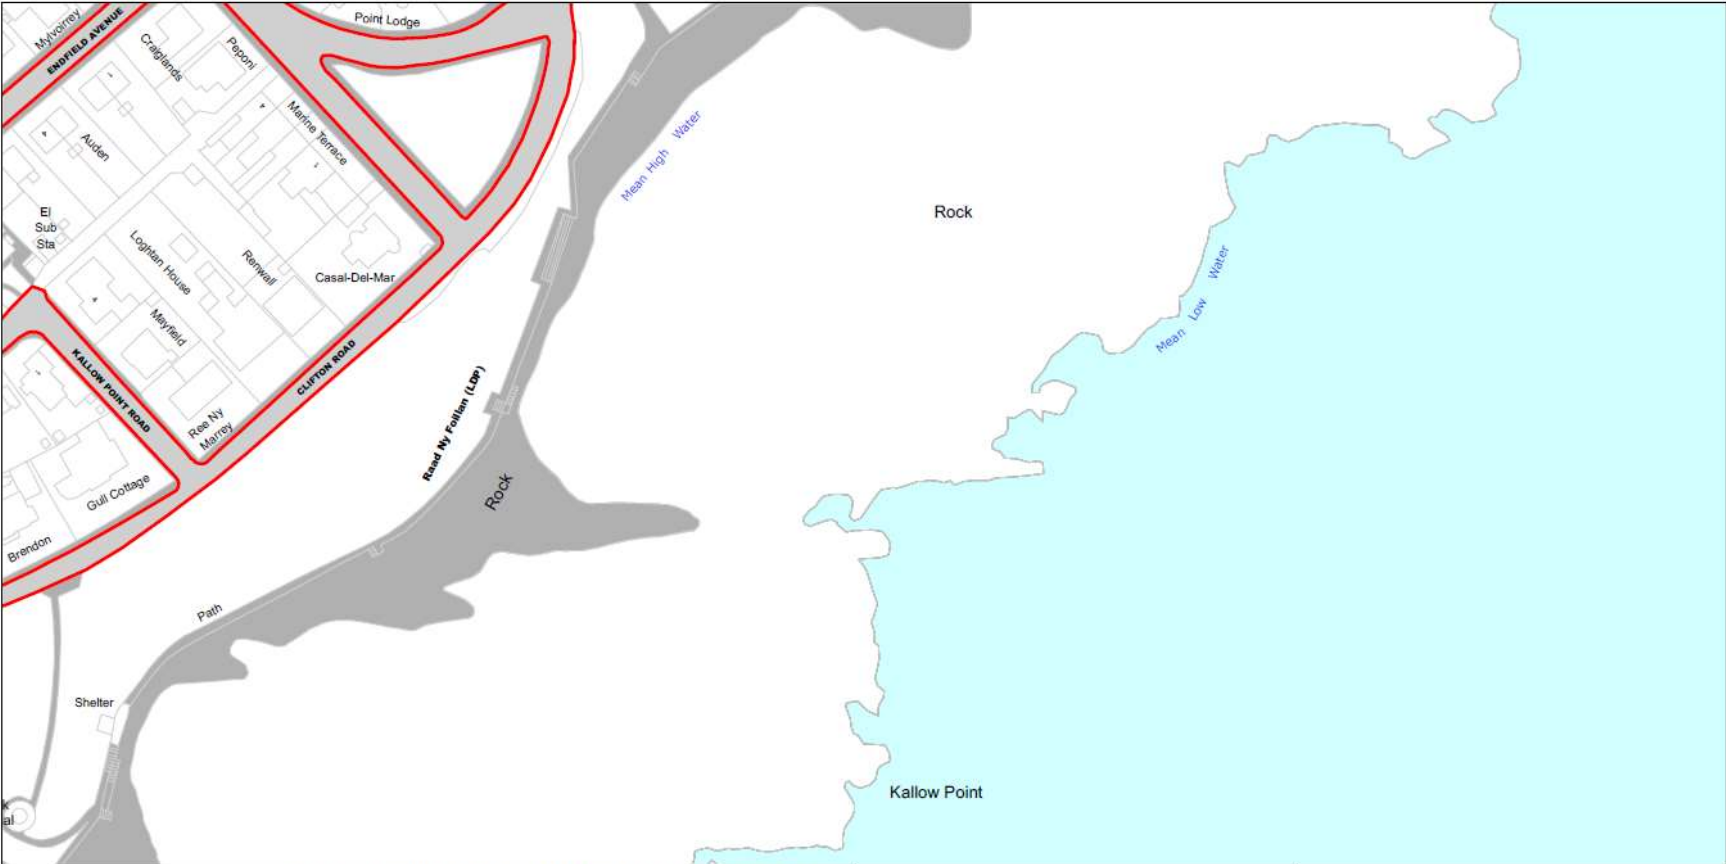 Mylvoirrey
ENDFIELD AVENUE
Point Lodge
Craiglands
Peponi
Marine Terrace
Auden
Mean High Water
El
Sub
Sta
Loghtan House
Renwall
Casal-Del-Mar
Rock
Mean Low Water
Mayfield
KALLOW POINT ROAD
CLIFTON ROAD
Raad Ny Foillan (LDP)
Ree Ny
Marrey
Gull Cottage
Rock
Brendon
Path
Shelter
Kallow Point
k
al